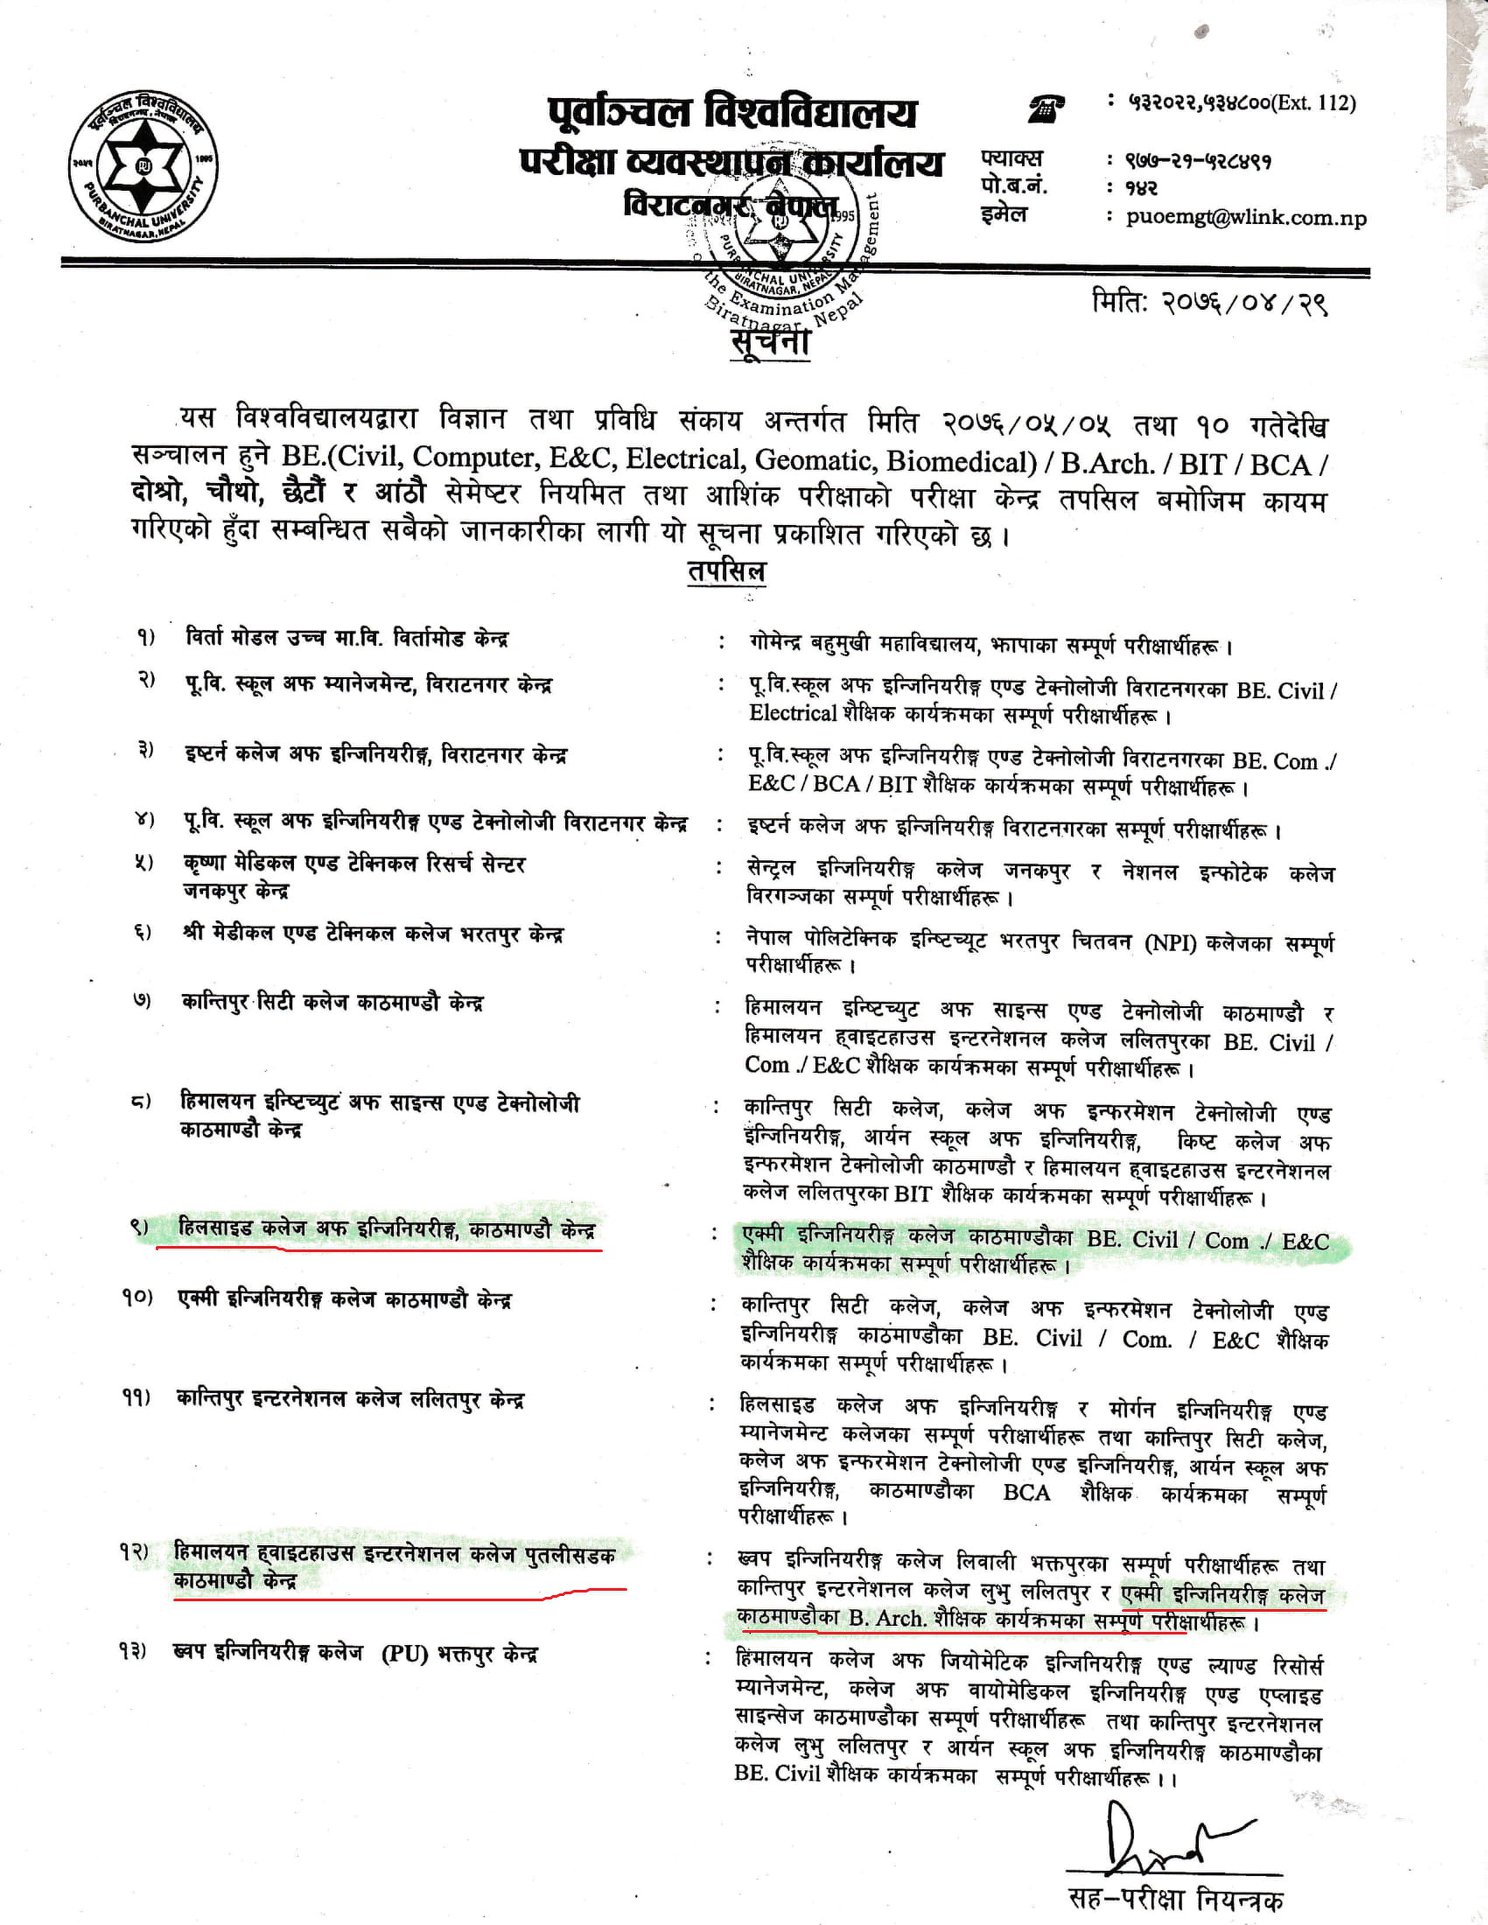 पूर्वाञ्चल विश्वविद्यालय
परीक्षा व्यवस्थापन कार्यालय
विराटनगर, नेपाल
: ५३२०२२,५३४८००(Ext. 112)
फ्याक्स : ९७७-२१-५२८४९१
पो.ब.नं. : १४२
इमेल : puoemgt@wlink.com.np
पूर्वाञ्चल विश्वविद्यालय
विराटनगर, नेपाल
२०५१ 1995
PURBANCHAL UNIVERSITY
BIRATNAGAR, NEPAL
1995
PURBANCHAL UNIVERSITY
BIRATNAGAR, NEPAL
the Examination Management
Biratnagar, Nepal
मितिः २०७६/०४/२९
सूचना
यस विश्वविद्यालयद्वारा विज्ञान तथा प्रविधि संकाय अन्तर्गत मिति २०७६/०५/०५ तथा १० गतेदेखि
सञ्चालन हुने BE.(Civil, Computer, E&C, Electrical, Geomatic, Biomedical) / B.Arch. / BIT / BCA /
दोश्रो, चौथो, छैटौं र आंठौ सेमेष्टर नियमित तथा आशिंक परीक्षाको परीक्षा केन्द्र तपसिल बमोजिम कायम
गरिएको हुँदा सम्बन्धित सबैको जानकारीका लागी यो सूचना प्रकाशित गरिएको छ ।
तपसिल
१) विर्ता मोडल उच्च मा.वि. विर्तामोड केन्द्र : गोमेन्द्र बहुमुखी महाविद्यालय, झापाका सम्पूर्ण परीक्षार्थीहरू ।
२) पू.वि. स्कूल अफ म्यानेजमेन्ट, विराटनगर केन्द्र : पू.वि.स्कूल अफ इन्जिनियरीङ्ग एण्ड टेक्नोलोजी विराटनगरका BE. Civil /
Electrical शैक्षिक कार्यक्रमका सम्पूर्ण परीक्षार्थीहरू ।
३) इष्टर्न कलेज अफ इन्जिनियरीङ्ग, विराटनगर केन्द्र : पू.वि.स्कूल अफ इन्जिनियरीङ्ग एण्ड टेक्नोलोजी विराटनगरका BE. Com ./
E&C / BCA / BIT शैक्षिक कार्यक्रमका सम्पूर्ण परीक्षार्थीहरू ।
४) पू.वि. स्कूल अफ इन्जिनियरीङ्ग एण्ड टेक्नोलोजी विराटनगर केन्द्र : इष्टर्न कलेज अफ इन्जिनियरीङ्ग विराटनगरका सम्पूर्ण परीक्षार्थीहरू ।
५) कृष्णा मेडिकल एण्ड टेक्निकल रिसर्च सेन्टर : सेन्ट्रल इन्जिनियरीङ्ग कलेज जनकपुर र नेशनल इन्फोटेक कलेज
जनकपुर केन्द्र विरगञ्जका सम्पूर्ण परीक्षार्थीहरू ।
६) श्री मेडीकल एण्ड टेक्निकल कलेज भरतपुर केन्द्र : नेपाल पोलिटेक्निक इन्ष्टिच्यूट भरतपुर चितवन (NPI) कलेजका सम्पूर्ण
परीक्षार्थीहरू ।
७) कान्तिपुर सिटी कलेज काठमाण्डौ केन्द्र : हिमालयन इन्ष्टिच्युट अफ साइन्स एण्ड टेक्नोलोजी काठमाण्डौ र
हिमालयन ह्वाइटहाउस इन्टरनेशनल कलेज ललितपुरका BE. Civil /
Com ./ E&C शैक्षिक कार्यक्रमका सम्पूर्ण परीक्षार्थीहरू ।
८) हिमालयन इन्ष्टिच्युट अफ साइन्स एण्ड टेक्नोलोजी : कान्तिपुर सिटी कलेज, कलेज अफ इन्फरमेशन टेक्नोलोजी एण्ड
काठमाण्डौ केन्द्र इन्जिनियरीङ्ग, आर्यन स्कूल अफ इन्जिनियरीङ्ग, किष्ट कलेज अफ
इन्फरमेशन टेक्नोलोजी काठमाण्डौ र हिमालयन ह्वाइटहाउस इन्टरनेशनल
कलेज ललितपुरका BIT शैक्षिक कार्यक्रमका सम्पूर्ण परीक्षार्थीहरू ।
९) हिलसाइड कलेज अफ इन्जिनियरीङ्ग, काठमाण्डौ केन्द्र : एक्मी इन्जिनियरीङ्ग कलेज काठमाण्डौका BE. Civil / Com ./ E&C
शैक्षिक कार्यक्रमका सम्पूर्ण परीक्षार्थीहरू ।
१०) एक्मी इन्जिनियरीङ्ग कलेज काठमाण्डौ केन्द्र : कान्तिपुर सिटी कलेज, कलेज अफ इन्फरमेशन टेक्नोलोजी एण्ड
इन्जिनियरीङ्ग काठमाण्डौका BE. Civil / Com. / E&C शैक्षिक
कार्यक्रमका सम्पूर्ण परीक्षार्थीहरू ।
११) कान्तिपुर इन्टरनेशनल कलेज ललितपुर केन्द्र : हिलसाइड कलेज अफ इन्जिनियरीङ्ग र मोर्गन इन्जिनियरीङ्ग एण्ड
म्यानेजमेन्ट कलेजका सम्पूर्ण परीक्षार्थीहरू तथा कान्तिपुर सिटी कलेज,
कलेज अफ इन्फरमेशन टेक्नोलोजी एण्ड इन्जिनियरीङ्ग, आर्यन स्कूल अफ
इन्जिनियरीङ्ग, काठमाण्डौका BCA शैक्षिक कार्यक्रमका सम्पूर्ण
परीक्षार्थीहरू ।
१२) हिमालयन ह्वाइटहाउस इन्टरनेशनल कलेज पुतलीसडक : ख्वप इन्जिनियरीङ्ग कलेज लिवाली भक्तपुरका सम्पूर्ण परीक्षार्थीहरू तथा
काठमाण्डौ केन्द्र कान्तिपुर इन्टरनेशनल कलेज लुभु ललितपुर र एक्मी इन्जिनियरीङ्ग कलेज
काठमाण्डौका B. Arch. शैक्षिक कार्यक्रमका सम्पूर्ण परीक्षार्थीहरू ।
१३) ख्वप इन्जिनियरीङ्ग कलेज (PU) भक्तपुर केन्द्र : हिमालयन कलेज अफ जियोमेटिक इन्जिनियरीङ्ग एण्ड ल्याण्ड रिसोर्स
म्यानेजमेन्ट, कलेज अफ वायोमेडिकल इन्जिनियरीङ्ग एण्ड एप्लाइड
साइन्सेज काठमाण्डौका सम्पूर्ण परीक्षार्थीहरू तथा कान्तिपुर इन्टरनेशनल
कलेज लुभु ललितपुर र आर्यन स्कूल अफ इन्जिनियरीङ्ग काठमाण्डौका
BE. Civil शैक्षिक कार्यक्रमका सम्पूर्ण परीक्षार्थीहरू ।।
सह-परीक्षा नियन्त्रक